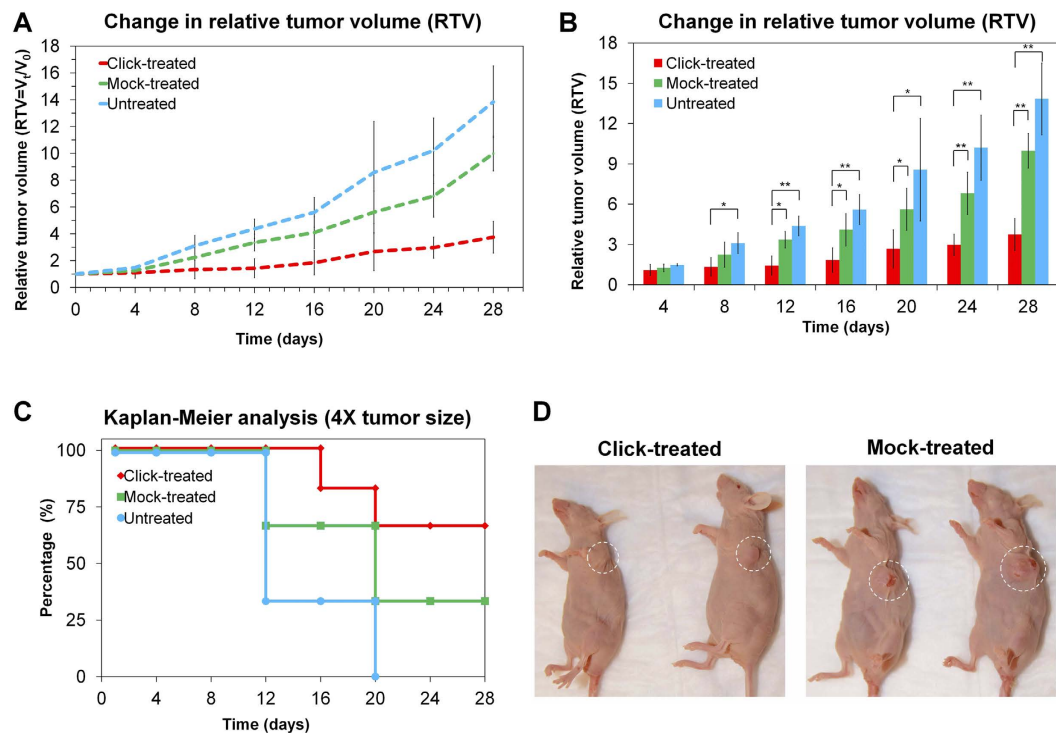 A
Change in relative tumor volume (RTV)
Relative tumor volume (RTV=Vt/V0)
18
16
14
12
10
8
6
4
2
0
Click-treated
Mock-treated
Untreated
0 4 8 12 16 20 24 28
Time (days)
B
Change in relative tumor volume (RTV)
Relative tumor volume (RTV)
18
15
12
9
6
3
0
Click-treated
Mock-treated
Untreated
*
* **
* **
* *
** **
** **
4 8 12 16 20 24 28
Time (days)
C
Kaplan-Meier analysis (4X tumor size)
Percentage (%)
100
75
50
25
0
Click-treated
Mock-treated
Untreated
0 4 8 12 16 20 24 28
Time (days)
D
Click-treated
Mock-treated